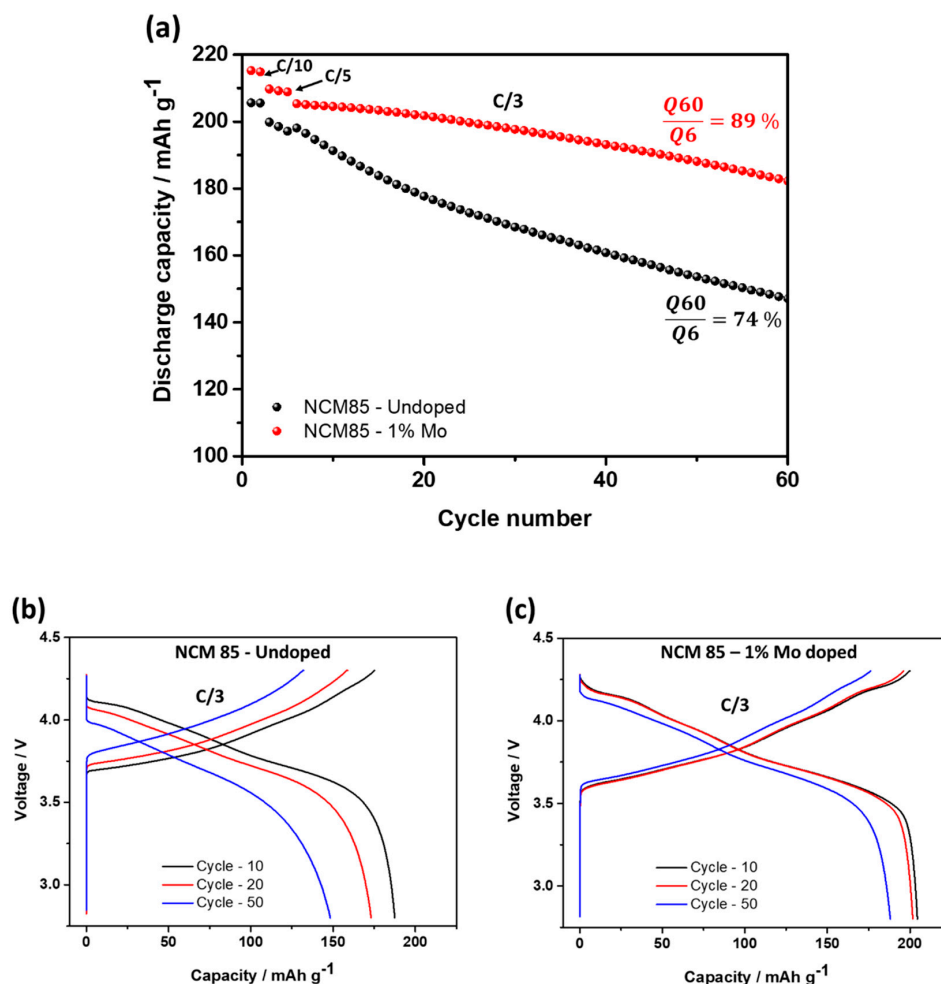 (a)
220
200
180
160
140
120
100
Discharge capacity / mAh g⁻¹
C/10
C/5
C/3
Q60/Q6 = 89 %
Q60/Q6 = 74 %
NCM85 - Undoped
NCM85 - 1% Mo
0 20 40 60
Cycle number
(b)
NCM 85 - Undoped
C/3
4.5
4.0
3.5
3.0
Voltage / V
Cycle - 10
Cycle - 20
Cycle - 50
0 50 100 150 200
Capacity / mAh g⁻¹
(c)
NCM 85 – 1% Mo doped
C/3
4.5
4.0
3.5
3.0
Voltage / V
Cycle - 10
Cycle - 20
Cycle - 50
0 50 100 150 200
Capacity / mAh g⁻¹